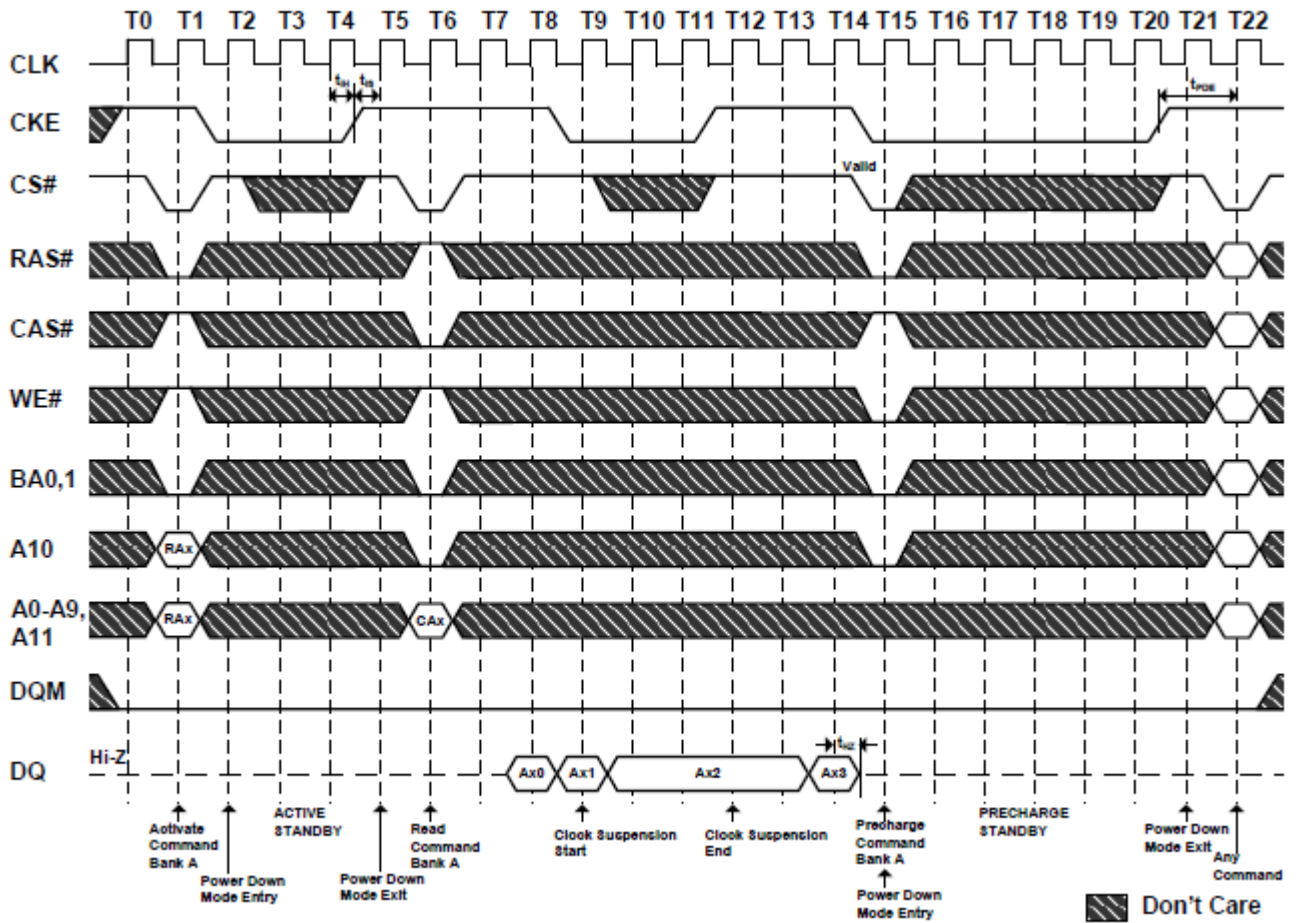 T0 T1 T2 T3 T4 T5 T6 T7 T8 T9 T10 T11 T12 T13 T14 T15 T16 T17 T18 T19 T20 T21 T22
CLK
tIH tIS tPDE
CKE
Valid
CS#
RAS#
CAS#
WE#
BA0,1
A10 RAx
A0-A9,
A11
RAx CAx
DQM
Hi-Z tHZ
DQ Ax0 Ax1 Ax2 Ax3
Activate
Command
Bank A
Power Down
Mode Entry
ACTIVE
STANDBY
Power Down
Mode Exit
Read
Command
Bank A
Clock Suspension
Start
Clock Suspension
End
Precharge
Command
Bank A
Power Down
Mode Entry
PRECHARGE
STANDBY
Power Down
Mode Exit
Any
Command
Don't Care